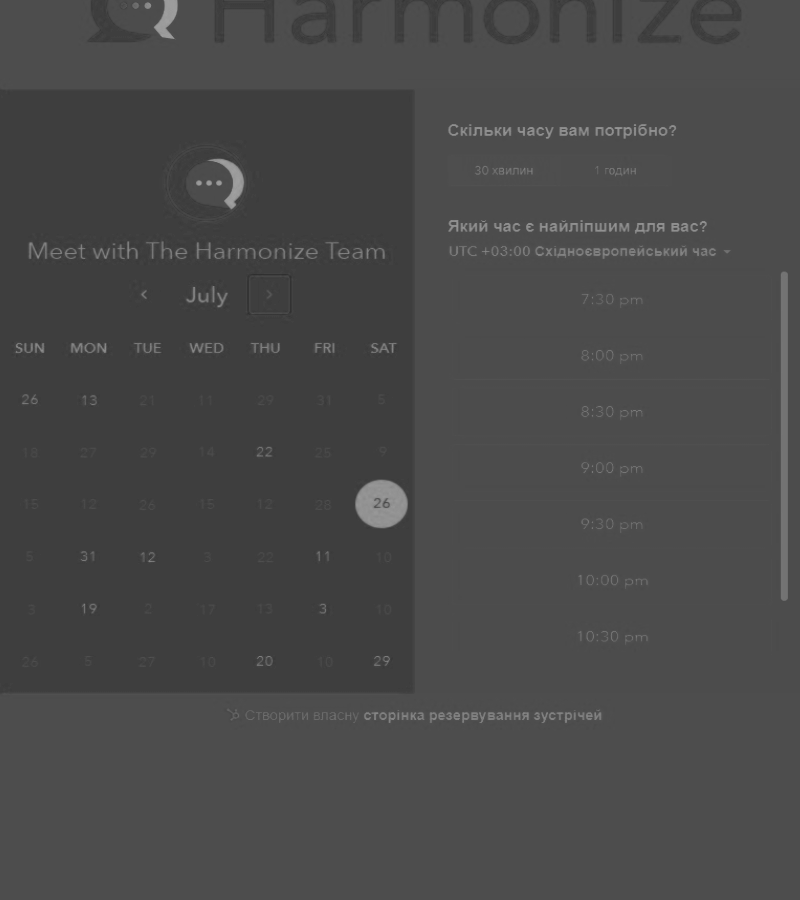 Harmonize
Meet with The Harmonize Team
July
SUN MON TUE WED THU FRI SAT
26 13 21 11 29 31 5
18 27 29 14 22 25 9
15 12 26 15 12 28 26
31 12 3 22 11 10
3 19 2 17 13 3 10
26 5 27 10 20 10 29
Скільки часу вам потрібно?
30 хвилин 1 годин
Який час є найліпшим для вас?
UTC +03:00 Східноєвропейський час
7:30 pm
8:00 pm
8:30 pm
9:00 pm
9:30 pm
10:00 pm
10:30 pm
Створити власну сторінка резервування зустрічей